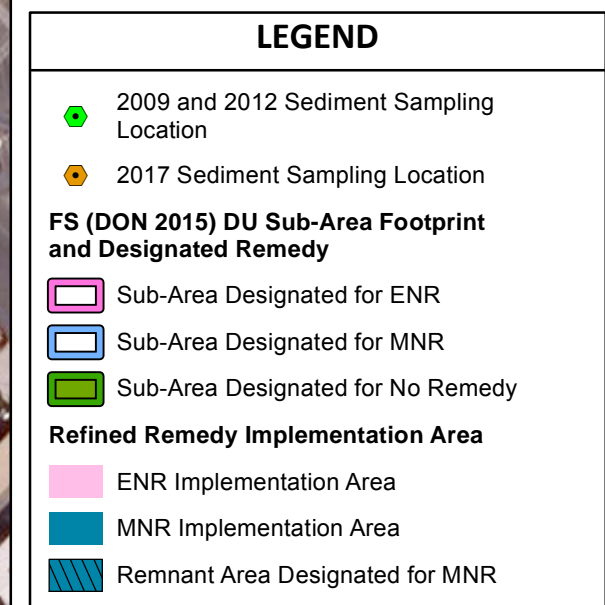 LEGEND
2009 and 2012 Sediment Sampling
Location
2017 Sediment Sampling Location
FS (DON 2015) DU Sub-Area Footprint
and Designated Remedy
Sub-Area Designated for ENR
Sub-Area Designated for MNR
Sub-Area Designated for No Remedy
Refined Remedy Implementation Area
ENR Implementation Area
MNR Implementation Area
Remnant Area Designated for MNR